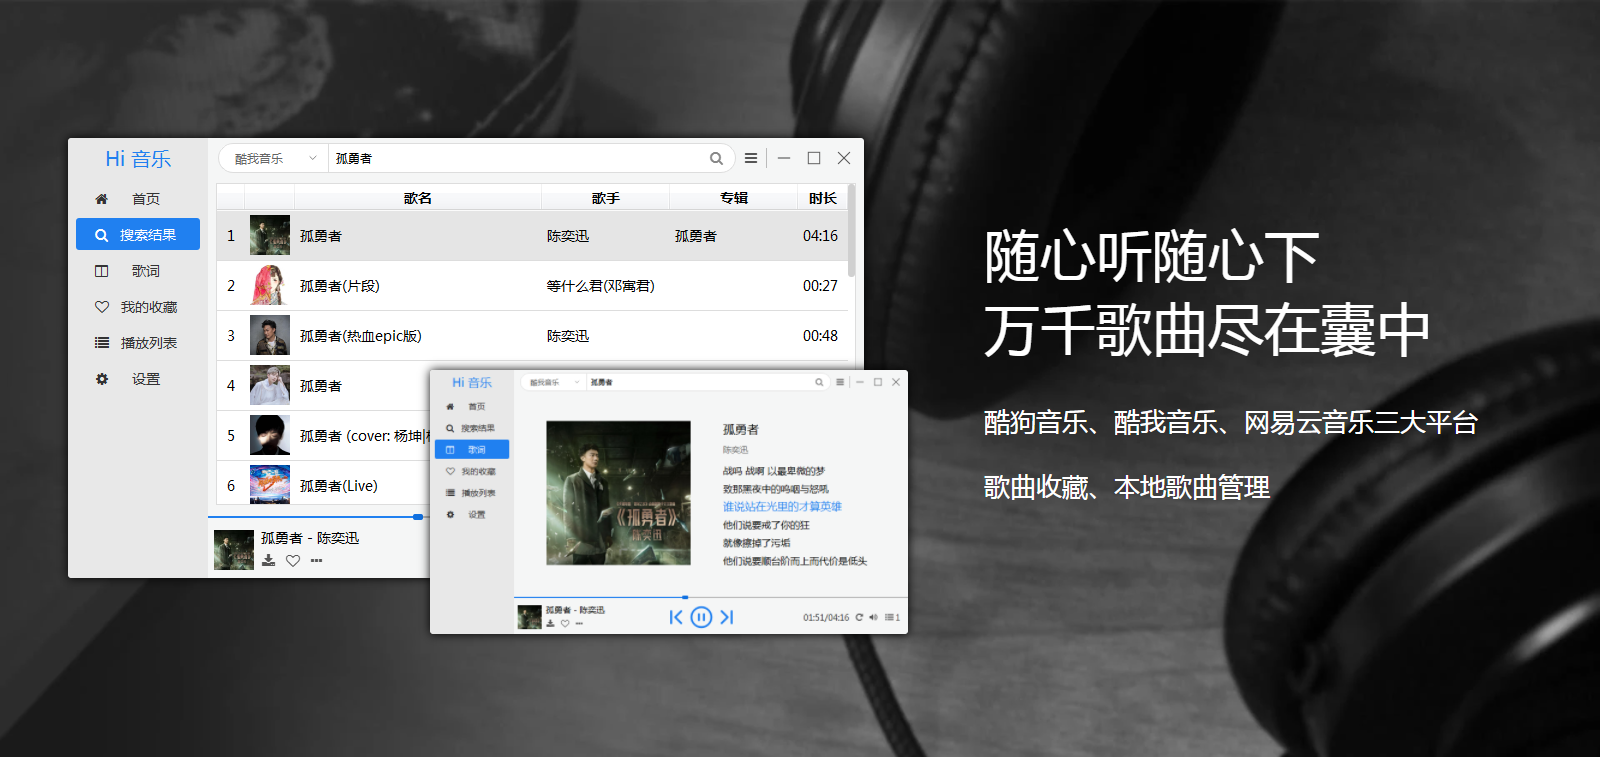 Hi 音乐
首页
搜索结果
歌词
我的收藏
播放列表
设置
酷我音乐 孤勇者
歌名 歌手 专辑 时长
1 孤勇者 陈奕迅 孤勇者 04:16
2 孤勇者(片段) 等什么君(邓寓君) 00:27
3 孤勇者(热血epic版) 陈奕迅 00:48
4 孤勇者
5 孤勇者 (cover: 杨坤|
6 孤勇者(Live)
孤勇者 - 陈奕迅
Hi 音乐
首页
搜索结果
歌词
我的收藏
播放列表
设置
酷我音乐 孤勇者
《孤勇者》
陈奕迅
孤勇者
陈奕迅
战吗 战啊 以最卑微的梦
致那黑夜中的呜咽与怒吼
谁说站在光里的才算英雄
他们说要戒了你的狂
就像擦掉了污垢
他们说要顺台阶而上而代价是低头
孤勇者 - 陈奕迅
01:51/04:16 1
随心听随心下
万千歌曲尽在囊中
酷狗音乐、酷我音乐、网易云音乐三大平台
歌曲收藏、本地歌曲管理